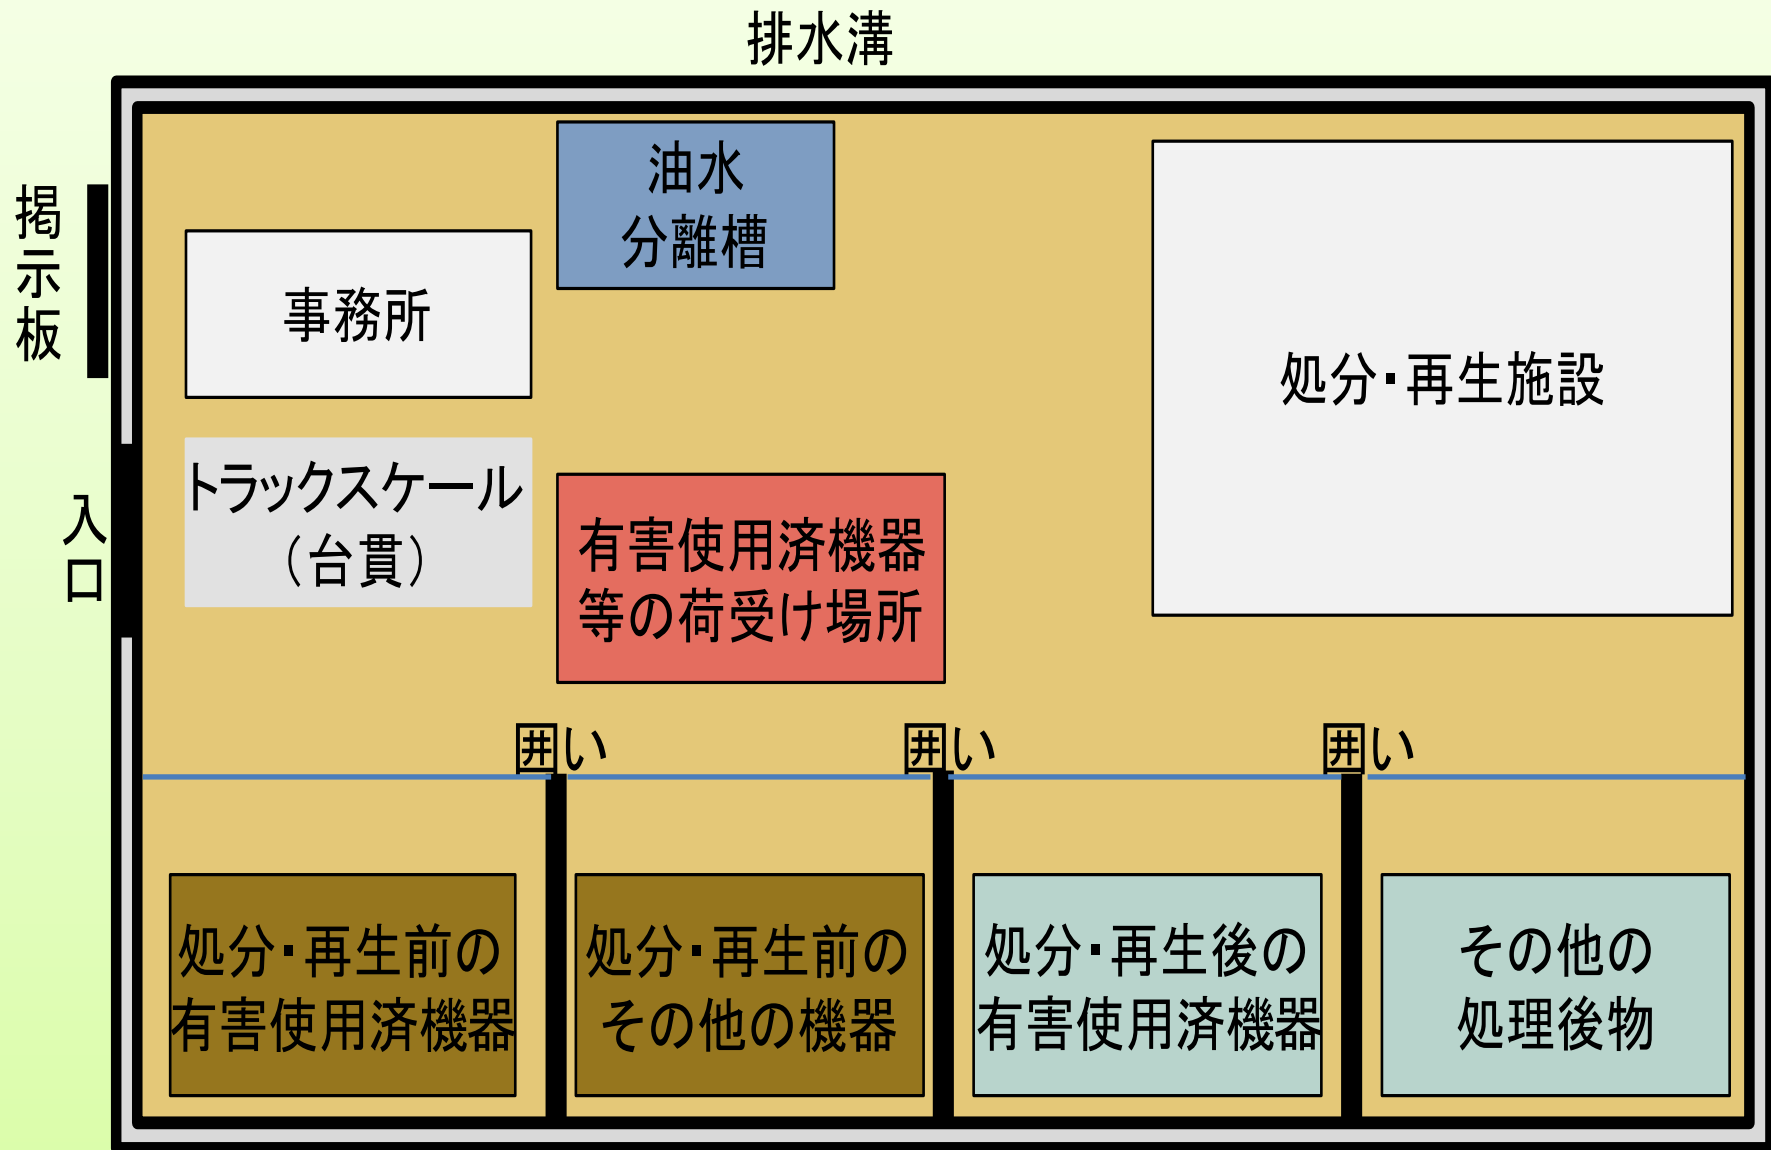 排水溝
掲示板
油水
分離槽
事務所
処分・再生施設
トラックスケール
（台貫）
入口
有害使用済機器
等の荷受け場所
囲い
囲い
囲い
処分・再生前の
有害使用済機器
処分・再生前の
その他の機器
処分・再生後の
有害使用済機器
その他の
処理後物